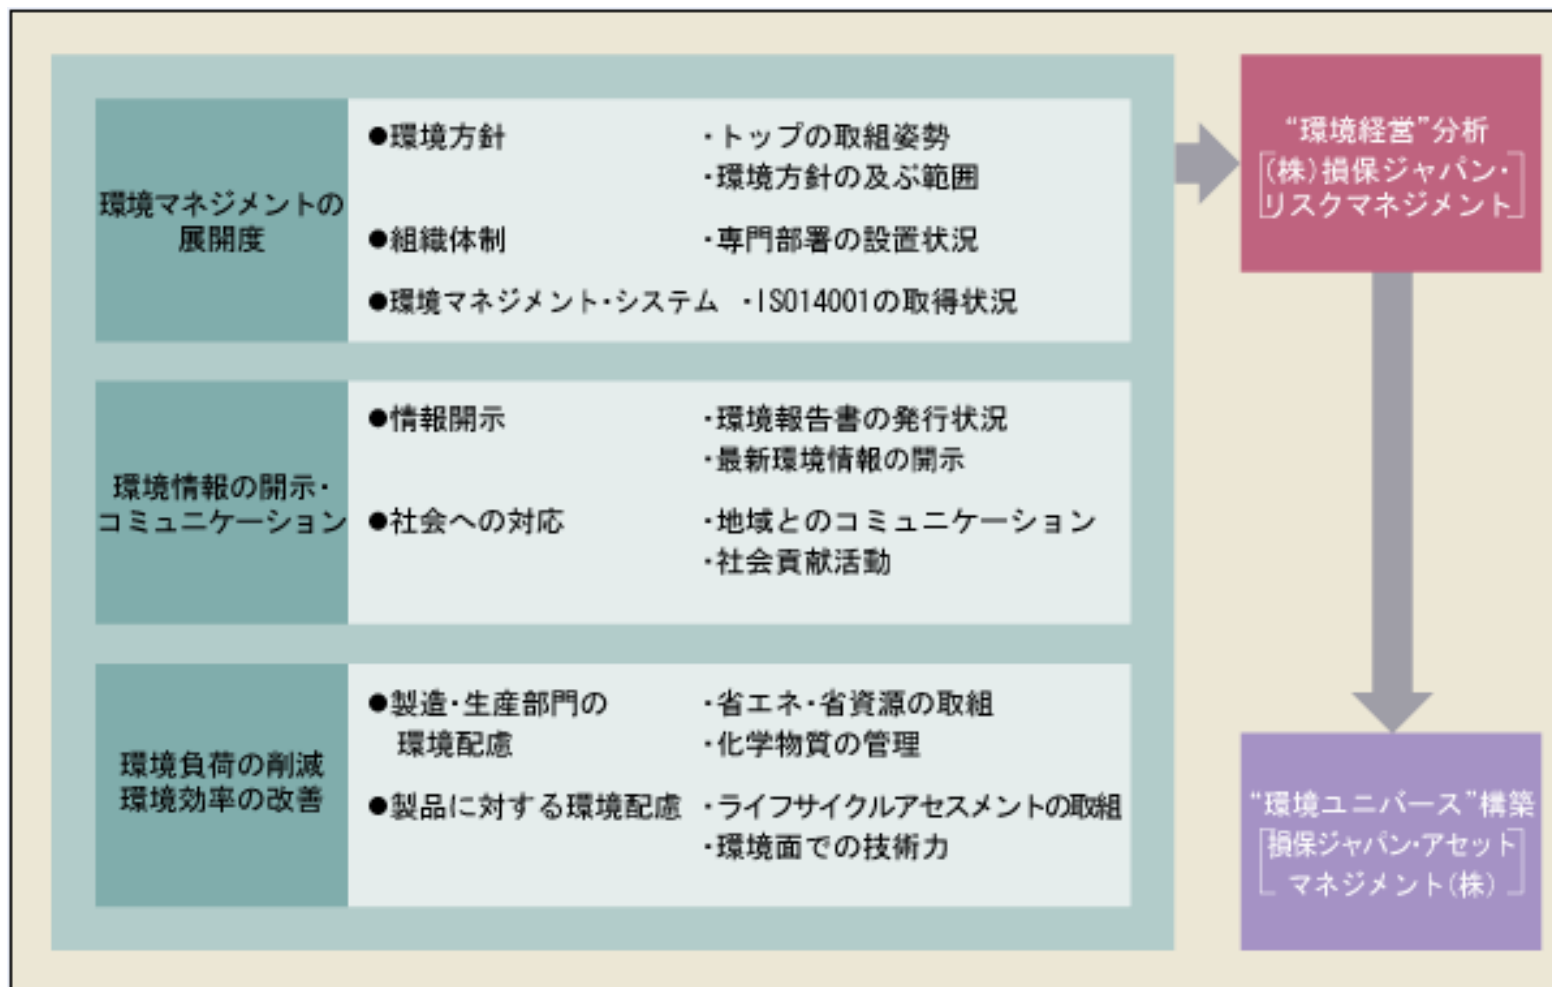 環境マネジメントの
展開度
●環境方針 ・トップの取組姿勢
・環境方針の及ぶ範囲
●組織体制 ・専門部署の設置状況
●環境マネジメント・システム ・ISO14001の取得状況
環境情報の開示・
コミュニケーション
●情報開示 ・環境報告書の発行状況
・最新環境情報の開示
●社会への対応 ・地域とのコミュニケーション
・社会貢献活動
環境負荷の削減
環境効率の改善
●製造・生産部門の ・省エネ・省資源の取組
環境配慮 ・化学物質の管理
●製品に対する環境配慮 ・ライフサイクルアセスメントの取組
・環境面での技術力
“環境経営”分析
(株)損保ジャパン・
リスクマネジメント
“環境ユニバース”構築
損保ジャパン・アセット
マネジメント(株)